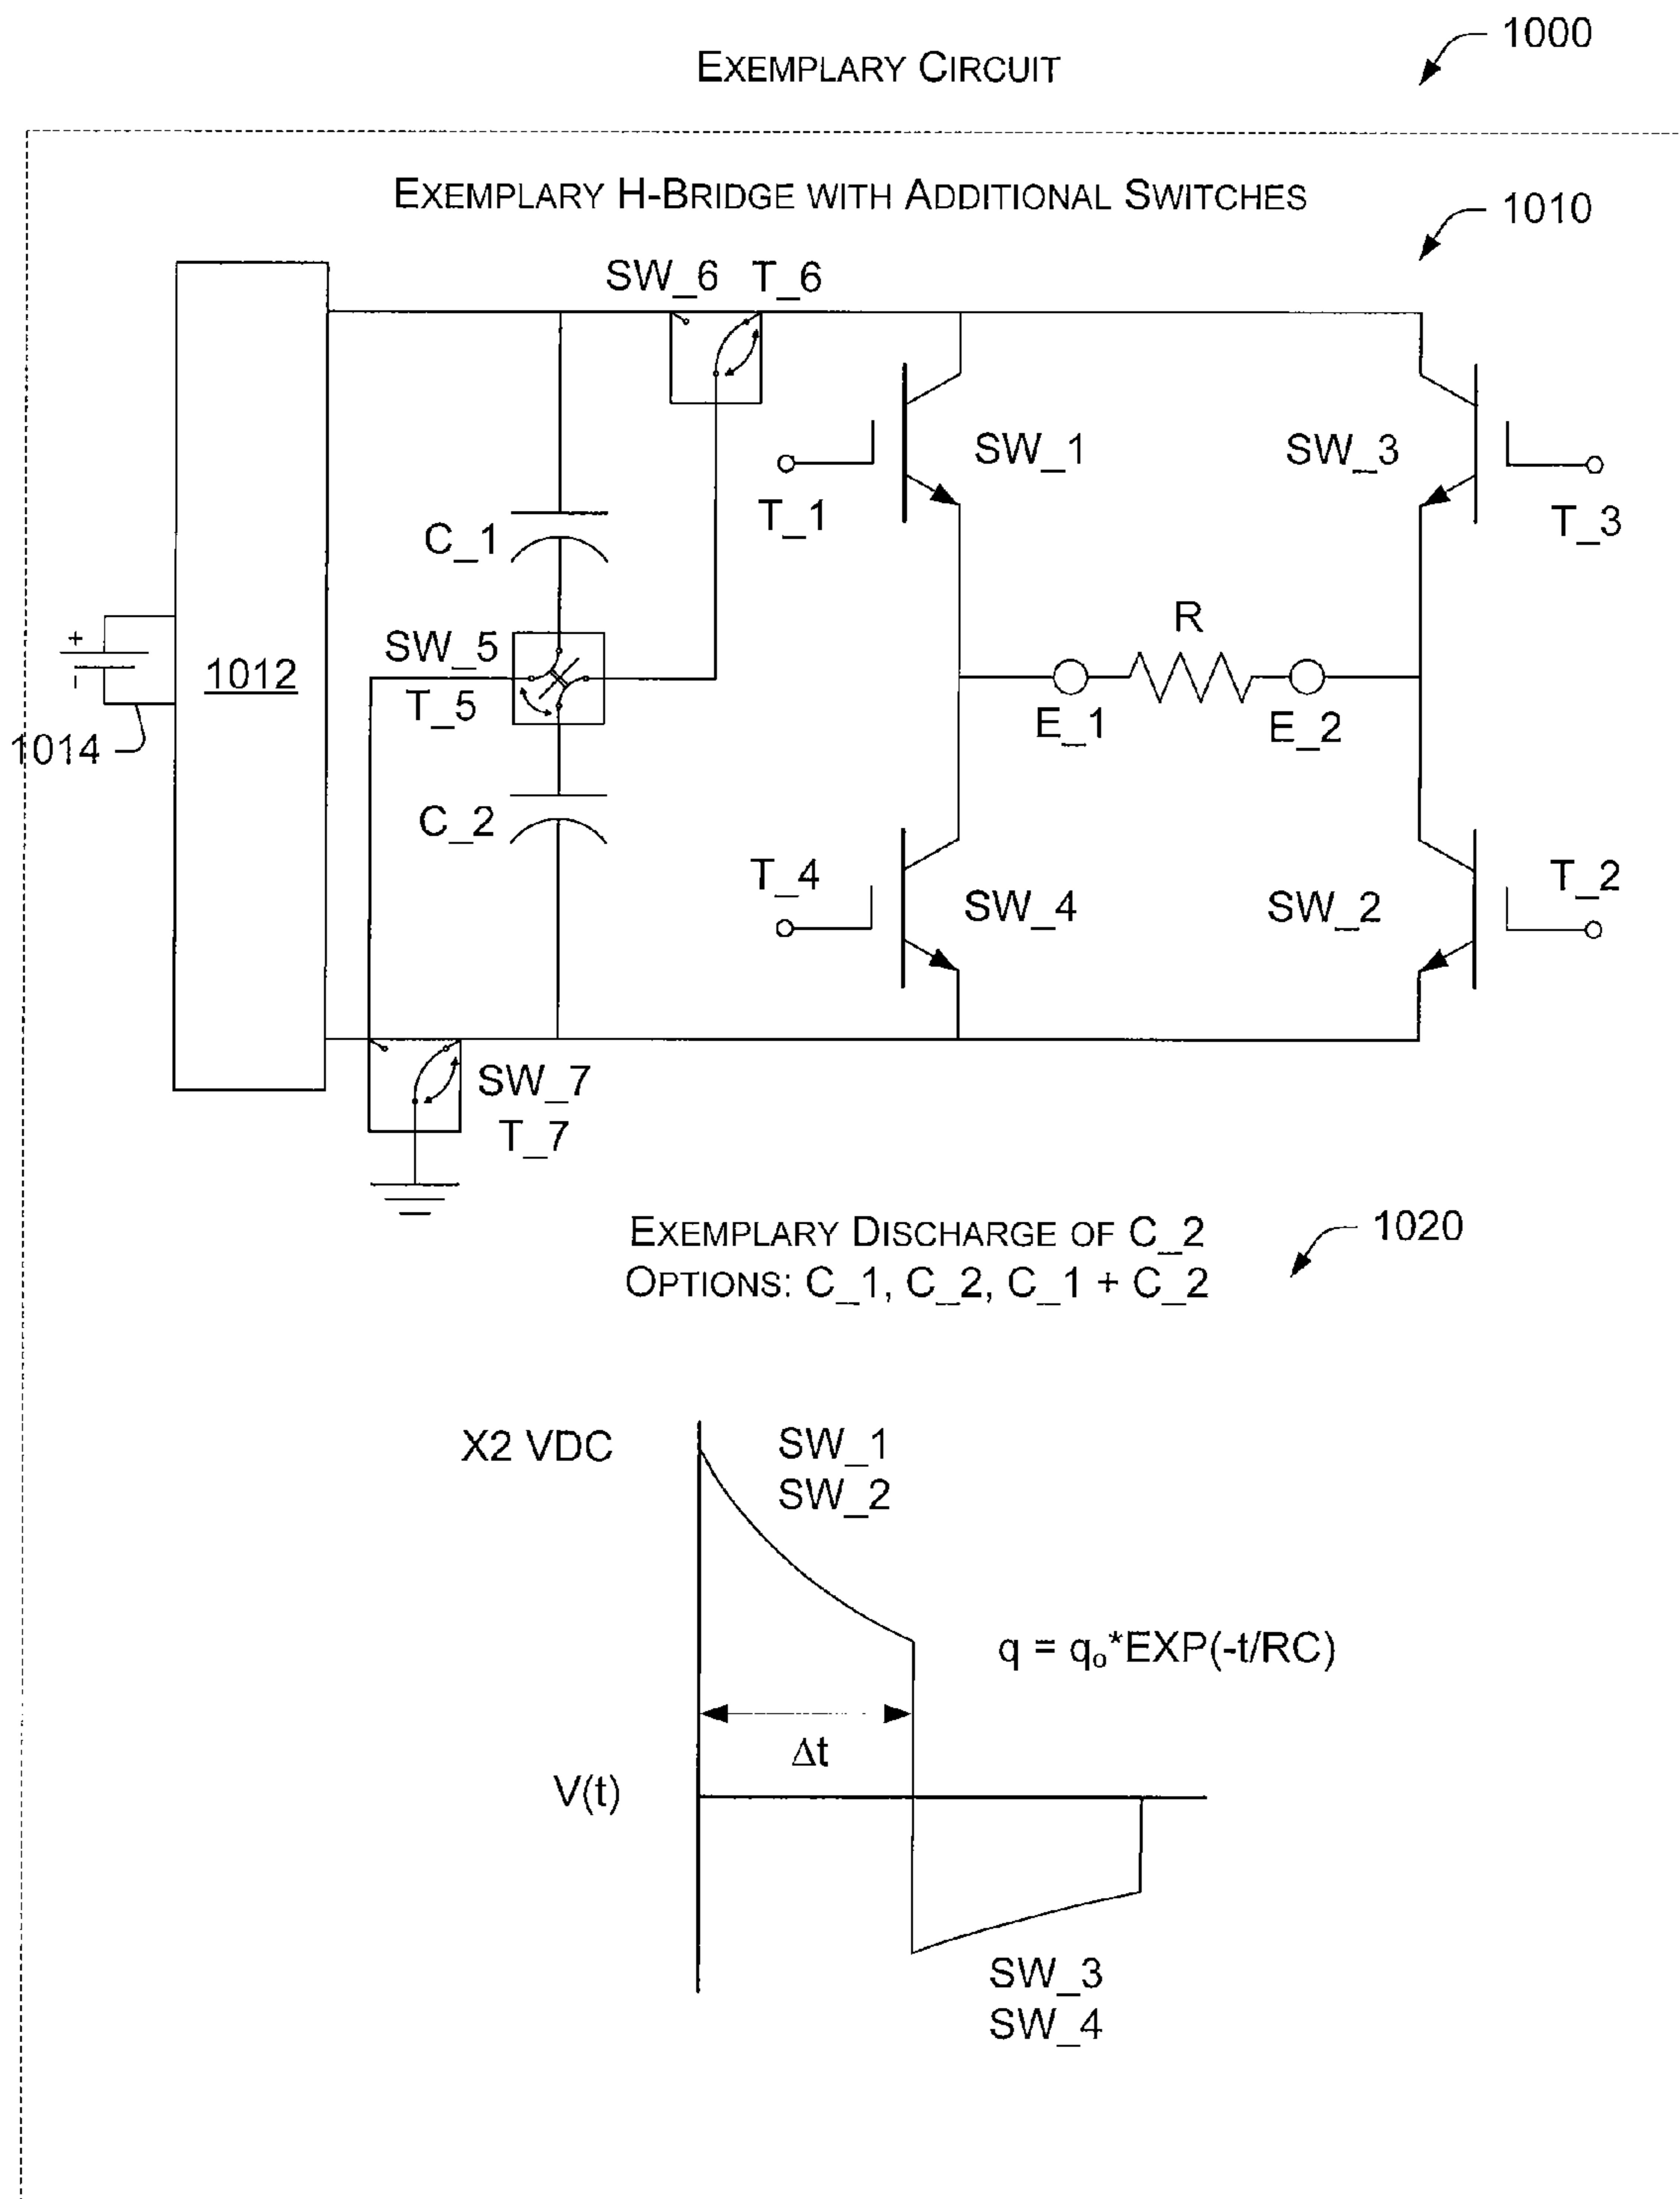 1000
EXEMPLARY CIRCUIT
EXEMPLARY H-BRIDGE WITH ADDITIONAL SWITCHES
1010
SW_6 T_6
SW_1
SW_3
T_1
T_3
C_1
R
SW_5
T_5
+
-
1012
E_1
E_2
1014
C_2
T_4
SW_4
SW_2
T_2
SW_7
T_7
EXEMPLARY DISCHARGE OF C_2
OPTIONS: C_1, C_2, C_1 + C_2
1020
X2 VDC
SW_1
SW_2
q = qₒ*EXP(-t/RC)
Δt
V(t)
SW_3
SW_4